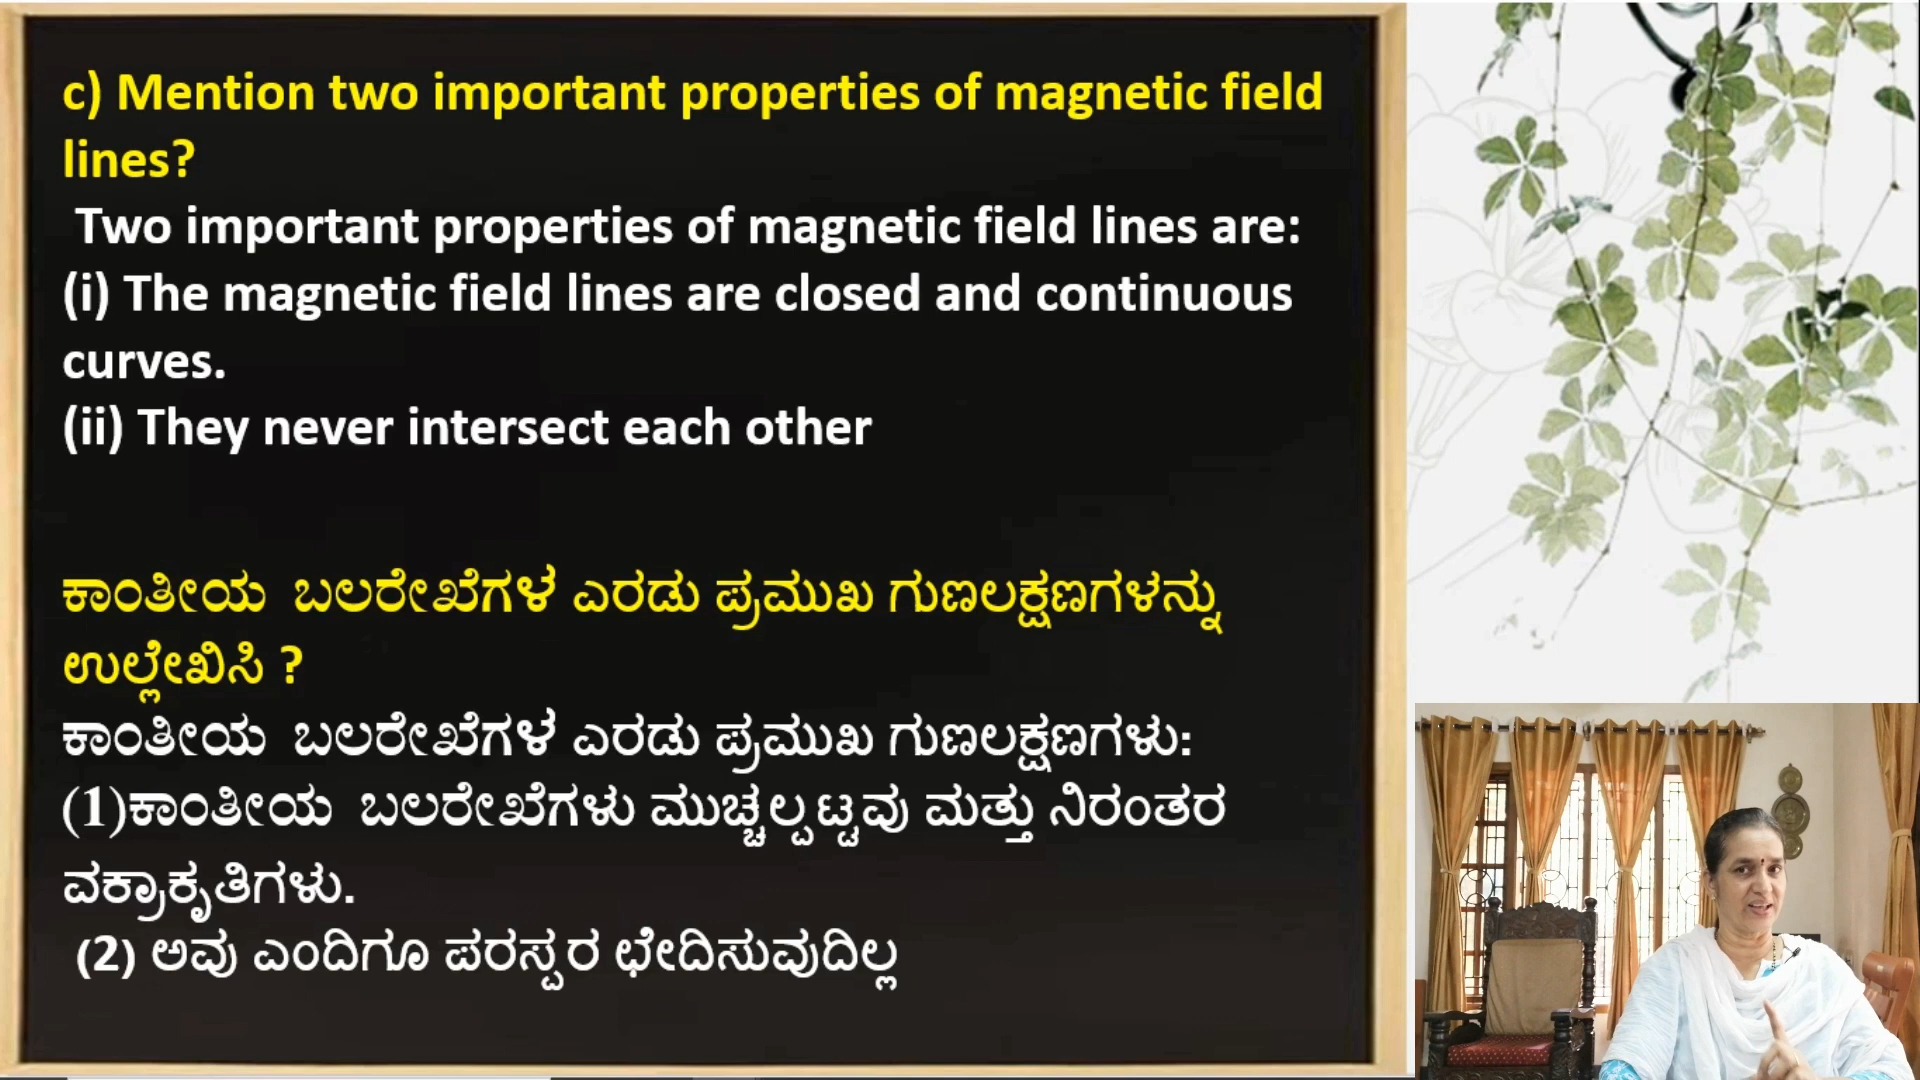 c) Mention two important properties of magnetic field
lines?
Two important properties of magnetic field lines are:
(i) The magnetic field lines are closed and continuous
curves.
(ii) They never intersect each other
ಕಾಂತೀಯ ಬಲರೇಖೆಗಳ ಎರಡು ಪ್ರಮುಖ ಗುಣಲಕ್ಷಣಗಳನ್ನು
ಉಲ್ಲೇಖಿಸಿ ?
ಕಾಂತೀಯ ಬಲರೇಖೆಗಳ ಎರಡು ಪ್ರಮುಖ ಗುಣಲಕ್ಷಣಗಳು:
(1)ಕಾಂತೀಯ ಬಲರೇಖೆಗಳು ಮುಚ್ಚಲ್ಪಟ್ಟವು ಮತ್ತು ನಿರಂತರ
ವಕ್ರಾಕೃತಿಗಳು.
(2) ಅವು ಎಂದಿಗೂ ಪರಸ್ಪರ ಛೇದಿಸುವುದಿಲ್ಲ